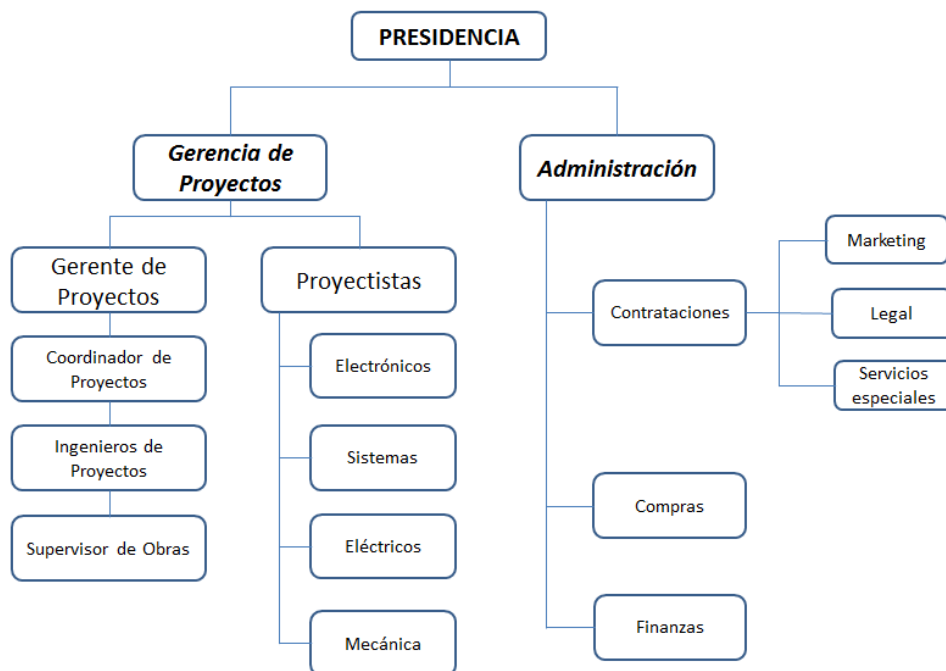 PRESIDENCIA
Gerencia de
Proyectos
Administración
Gerente de
Proyectos
Proyectistas
Coordinador de
Proyectos
Ingenieros de
Proyectos
Supervisor de Obras
Electrónicos
Sistemas
Eléctricos
Mecánica
Contrataciones
Compras
Finanzas
Marketing
Legal
Servicios
especiales